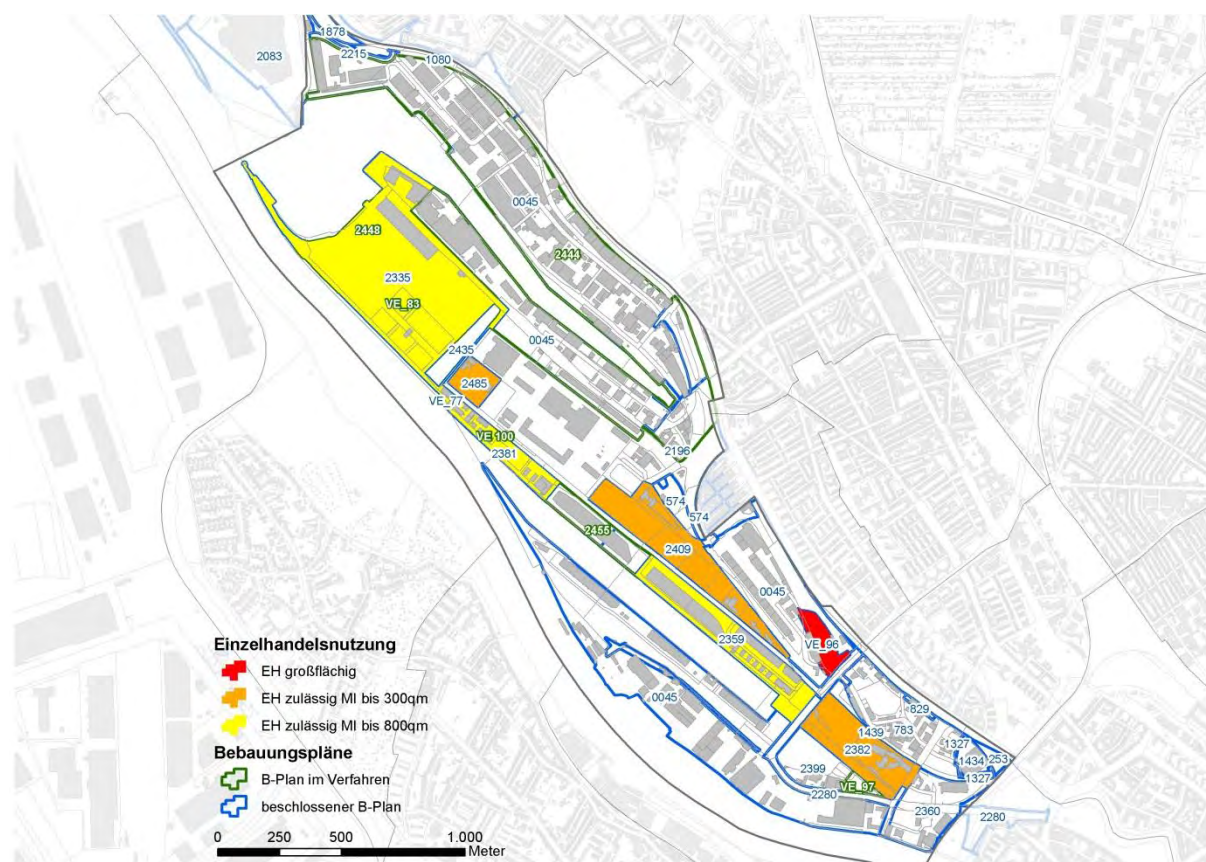 1878
2215
2083
1080
0045
2448
2444
2335
VE_83
0045
2435
2485
VE_77
VE_100
2381
2196
574
574
2455
2409
0045
2359
VE_96
0045
829
1439
783
2382
1327
253
1434
1327
2399
VE_97
2280
2360
2280
Einzelhandelsnutzung
EH großflächig
EH zulässig MI bis 300qm
EH zulässig MI bis 800qm
Bebauungspläne
B-Plan im Verfahren
beschlossener B-Plan
0 250 500 1.000
Meter